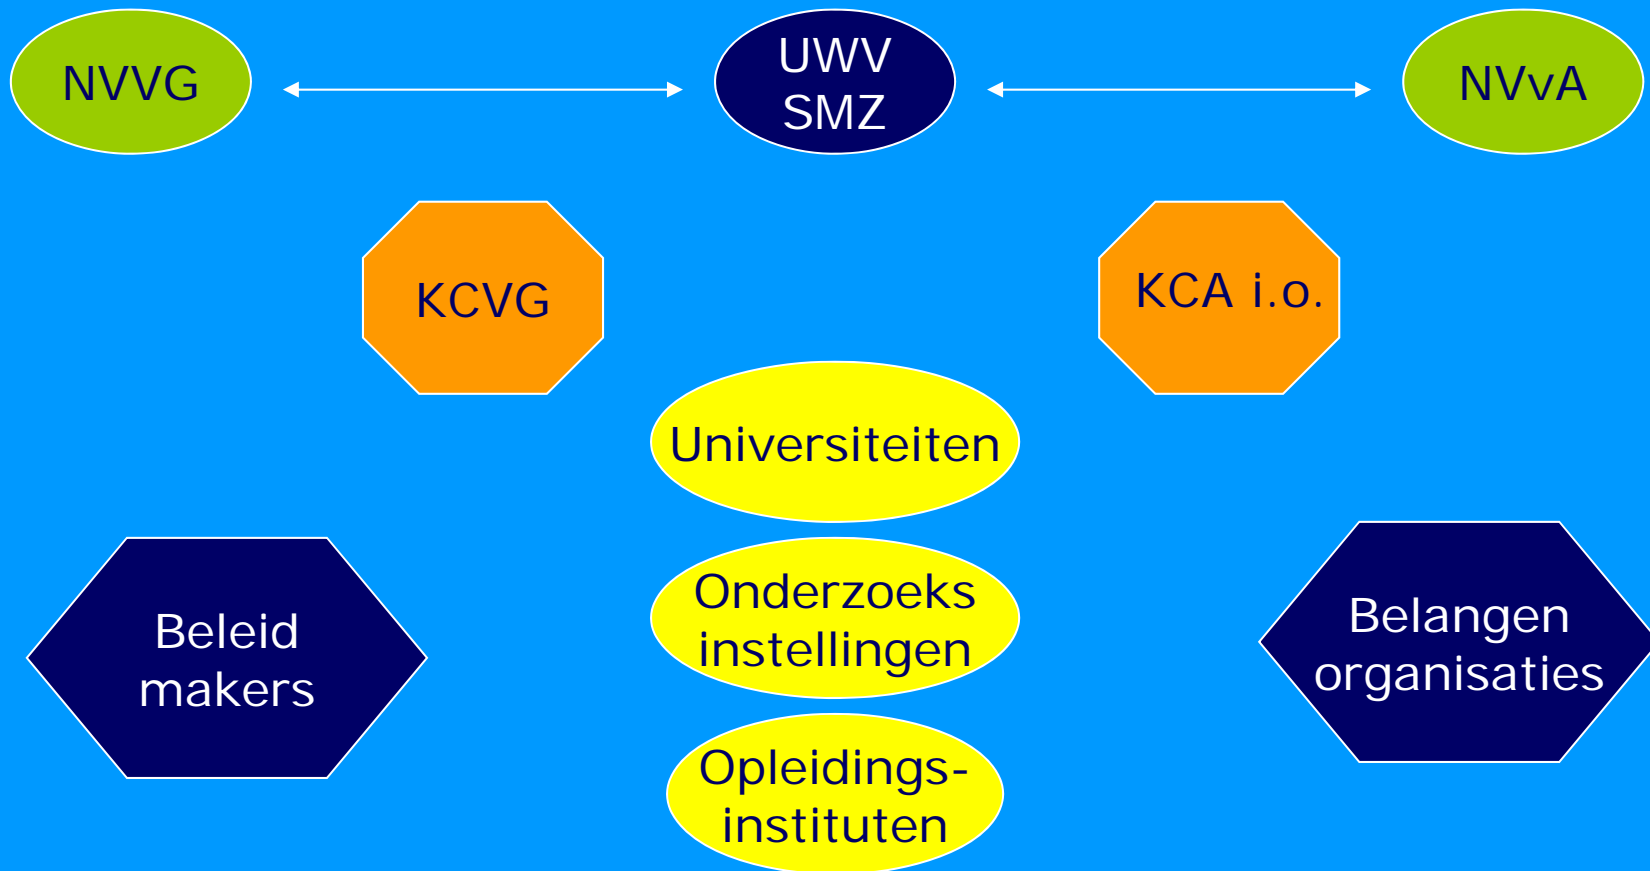 NVVG
UWV
SMZ
NVvA
KCVG
KCA i.o.
Universiteiten
Onderzoeks
instellingen
Beleid
makers
Belangen
organisaties
Opleidings-
instituten